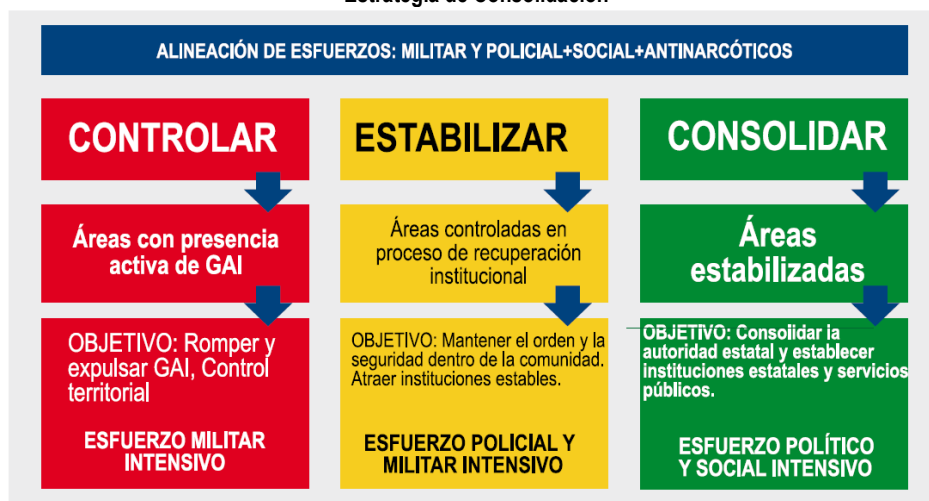 Estrategia de Consolidación
ALINEACIÓN DE ESFUERZOS: MILITAR Y POLICIAL+SOCIAL+ANTINARCÓTICOS
CONTROLAR
Áreas con presencia
activa de GAI
OBJETIVO: Romper y
expulsar GAI, Control
territorial
ESFUERZO MILITAR
INTENSIVO
ESTABILIZAR
Áreas controladas en
proceso de recuperación
institucional
OBJETIVO: Mantener el orden y la
seguridad dentro de la comunidad.
Atraer instituciones estables.
ESFUERZO POLICIAL Y
MILITAR INTENSIVO
CONSOLIDAR
Áreas
estabilizadas
OBJETIVO: Consolidar la
autoridad estatal y establecer
instituciones estatales y servicios
públicos.
ESFUERZO POLÍTICO
Y SOCIAL INTENSIVO